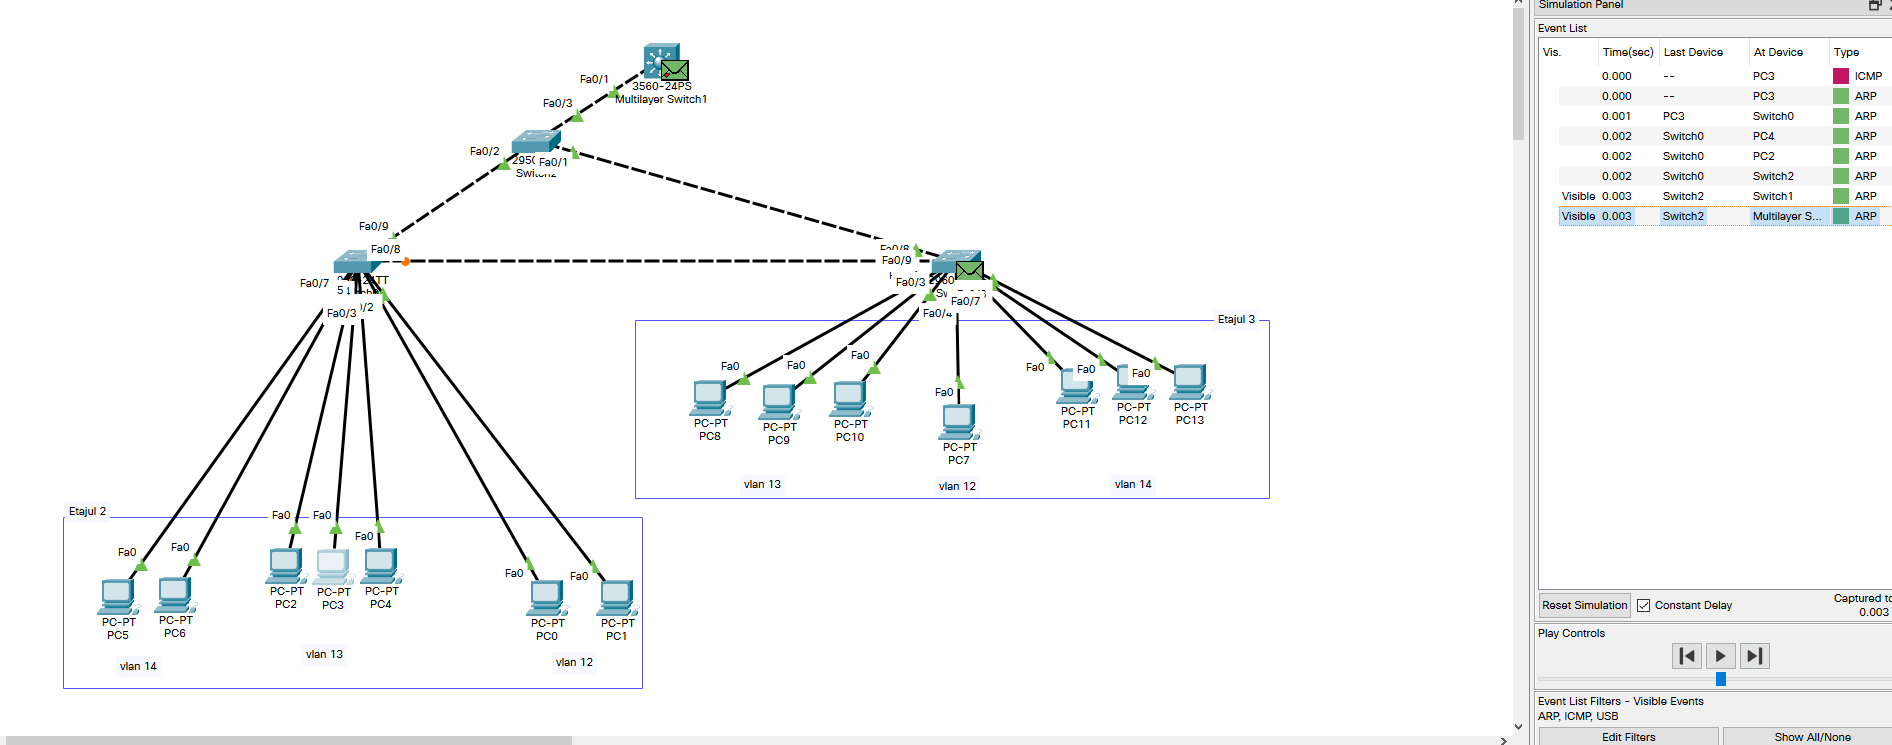 Simulation Panel
Event List
Vis. Time(sec) Last Device At Device Type
0.000 -- PC3 ICMP
0.000 -- PC3 ARP
0.001 PC3 Switch0 ARP
0.002 Switch0 PC4 ARP
0.002 Switch0 PC2 ARP
0.002 Switch0 Switch2 ARP
Visible 0.003 Switch2 Switch1 ARP
Visible 0.003 Switch2 Multilayer S... ARP
Reset Simulation Constant Delay Captured to
0.003
Play Controls
Event List Filters - Visible Events
ARP, ICMP, USB
Edit Filters Show All/None
Fa0/1
3560-24PS
Multilayer Switch1
Fa0/3
Fa0/2
Fa0/1
Switch2
Fa0/9
Fa0/8
Fa0/7
Fa0/3
Fa0/8
Fa0/9
Fa0/3
Fa0/7
Fa0/4
Etajul 3
Fa0
Fa0
Fa0
Fa0
Fa0
Fa0
Fa0
PC-PT
PC8
PC-PT
PC9
PC-PT
PC10
PC-PT
PC7
PC-PT
PC11
PC-PT
PC12
PC-PT
PC13
vlan 13
vlan 12
vlan 14
Etajul 2
Fa0
Fa0
Fa0
Fa0
Fa0
Fa0
Fa0
PC-PT
PC5
PC-PT
PC6
PC-PT
PC2
PC-PT
PC3
PC-PT
PC4
PC-PT
PC0
PC-PT
PC1
vlan 14
vlan 13
vlan 12